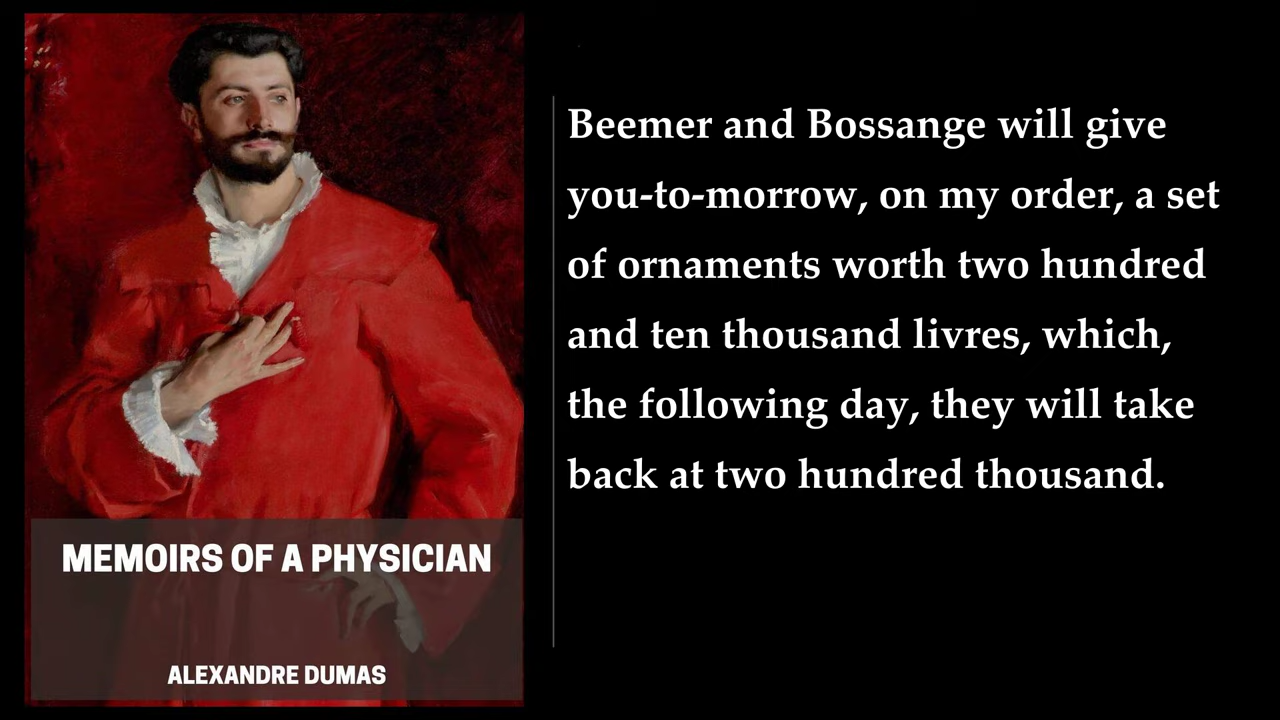 Beemer and Bossange will give
you-to-morrow, on my order, a set
of ornaments worth two hundred
and ten thousand livres, which,
the following day, they will take
back at two hundred thousand.
MEMOIRS OF A PHYSICIAN
ALEXANDRE DUMAS